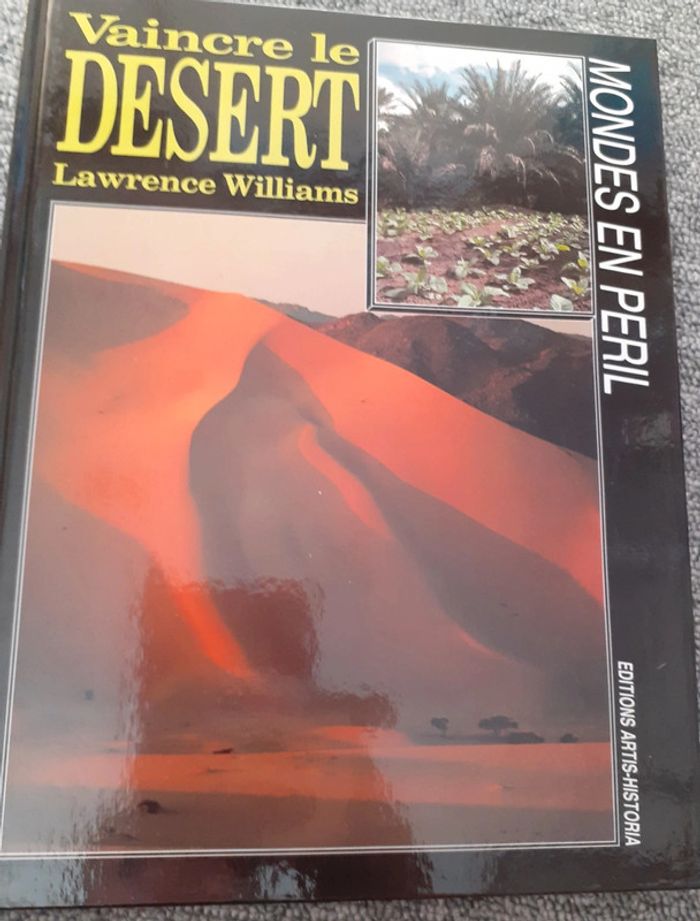 Vaincre le
DESERT
Lawrence Williams
MONDES EN PERIL
EDITIONS ARTIS-HISTORIA